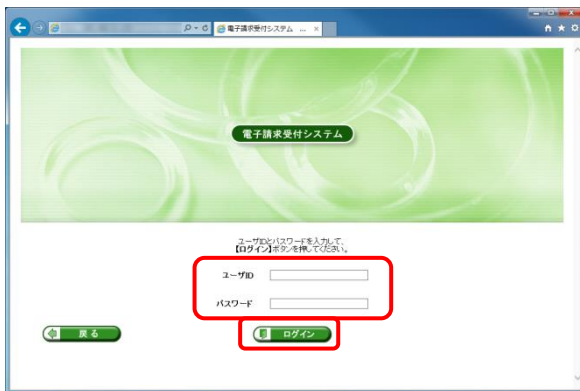 電子請求受付システム ... ×
電子請求受付システム
ユーザIDとパスワードを入力して、
【ログイン】ボタンを押してください。
ユーザID
パスワード
戻る
ログイン